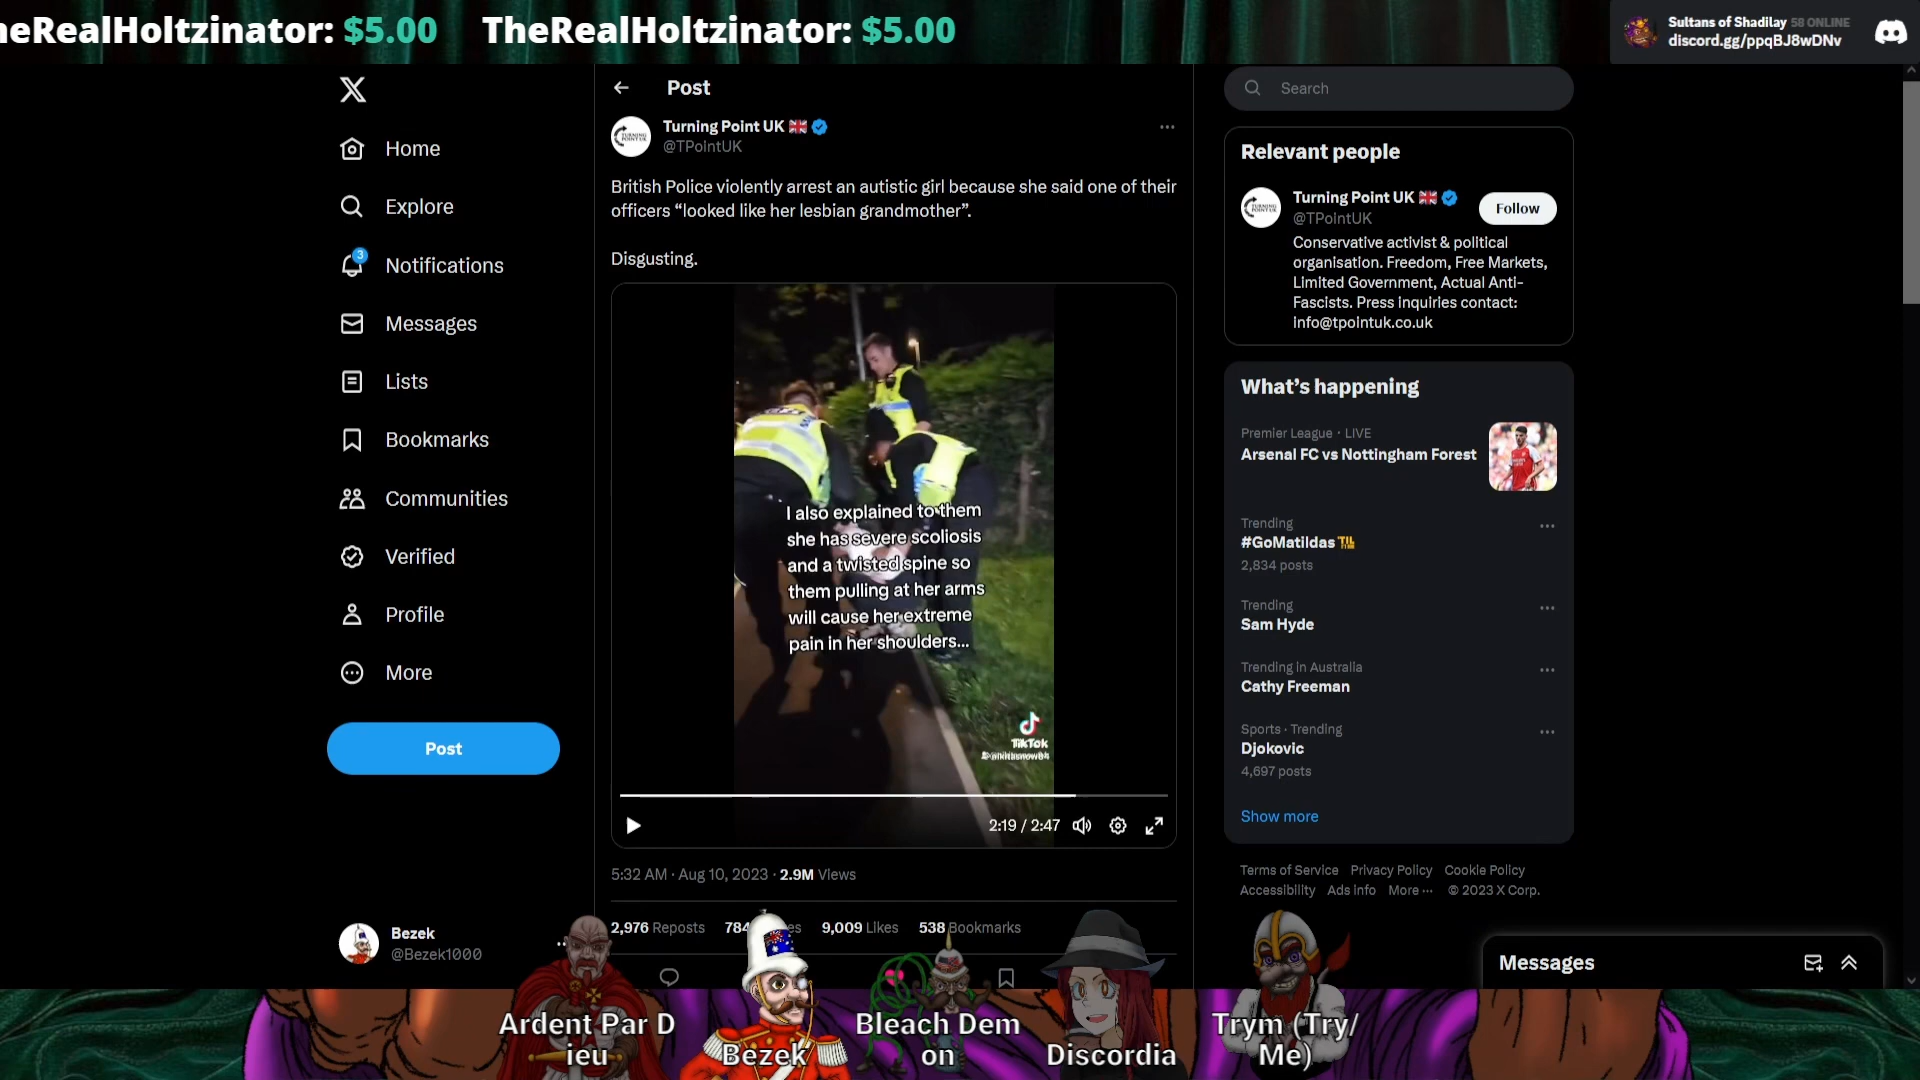 heRealHoltzinator: $5.00 TheRealHoltzinator: $5.00
Sultans of Shadilay 58 ONLINE
discord.gg/ppqBJ8wDNv
Home
Explore
3
Notifications
Messages
Lists
Bookmarks
Communities
Verified
Profile
More
Post
Bezek
@Bezek1000
Post
Turning Point UK
@TPointUK
British Police violently arrest an autistic girl because she said one of their
officers “looked like her lesbian grandmother”.
Disgusting.
I also explained to them
she has severe scoliosis
and a twisted spine so
them pulling at her arms
will cause her extreme
pain in her shoulders...
TikTok
2:19 / 2:47
5:32 AM · Aug 10, 2023 · 2.9M Views
2,976 Reposts 784 es 9,009 Likes 538 Bookmarks
Search
Relevant people
Turning Point UK
@TPointUK
Follow
Conservative activist & political
organisation. Freedom, Free Markets,
Limited Government, Actual Anti-
Fascists. Press inquiries contact:
info@tpointuk.co.uk
What’s happening
Premier League · LIVE
Arsenal FC vs Nottingham Forest
Trending
#GoMatildas
2,834 posts
Trending
Sam Hyde
Trending in Australia
Cathy Freeman
Sports · Trending
Djokovic
4,697 posts
Show more
Terms of Service Privacy Policy Cookie Policy
Accessibility Ads info More ··· © 2023 X Corp.
Messages
Ardent Par D
ieu
Bezek
Bleach Dem
on
Discordia
Trym (Try/
Me)